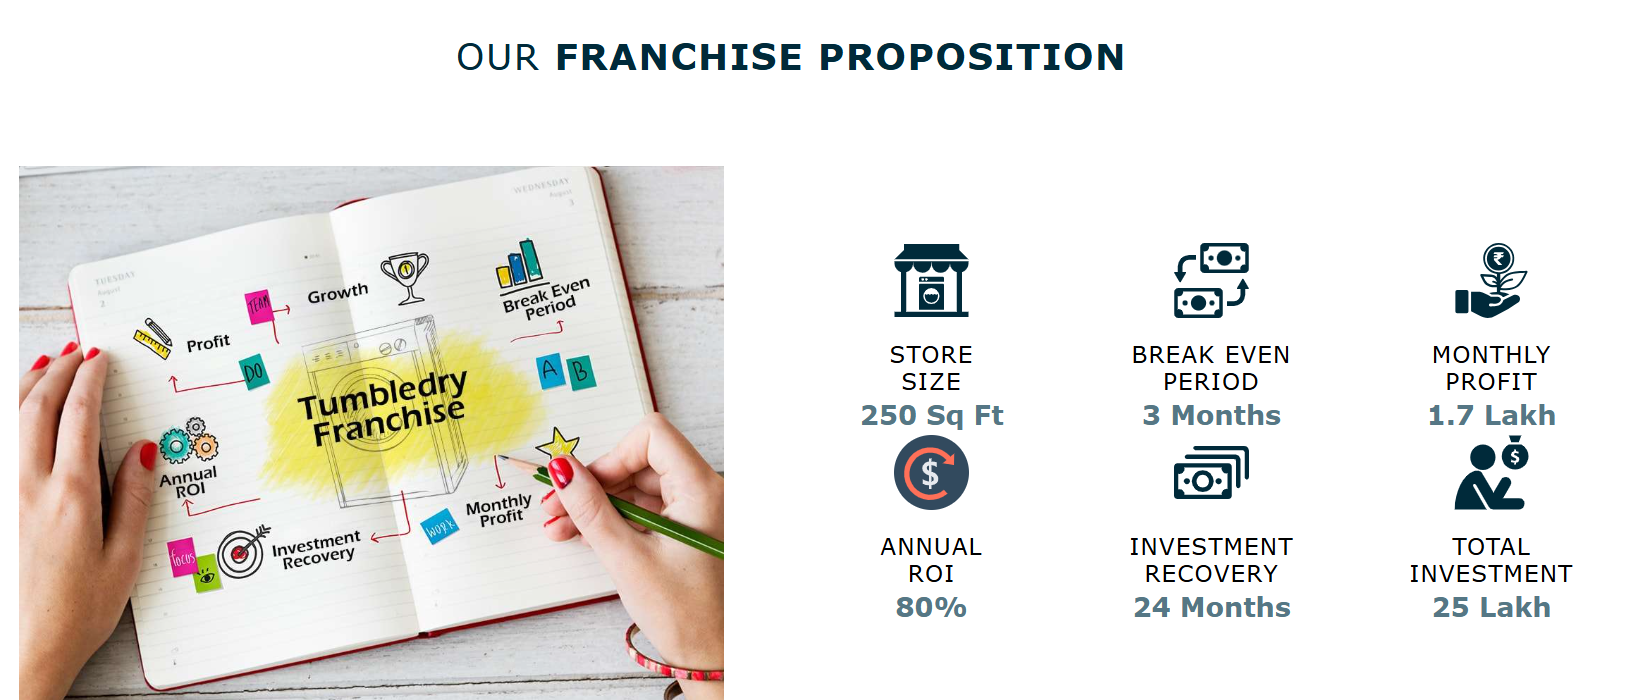 OUR FRANCHISE PROPOSITION
TUESDAY
August
2
WEDNESDAY
August
3
TEAM
Growth
Break Even
Period
Profit
DO
A B
Tumbledry
Franchise
Annual
ROI
Monthly
Profit
WORK
Investment
Recovery
focus
STORE
SIZE
250 Sq Ft
BREAK EVEN
PERIOD
3 Months
MONTHLY
PROFIT
1.7 Lakh
ANNUAL
ROI
80%
INVESTMENT
RECOVERY
24 Months
TOTAL
INVESTMENT
25 Lakh